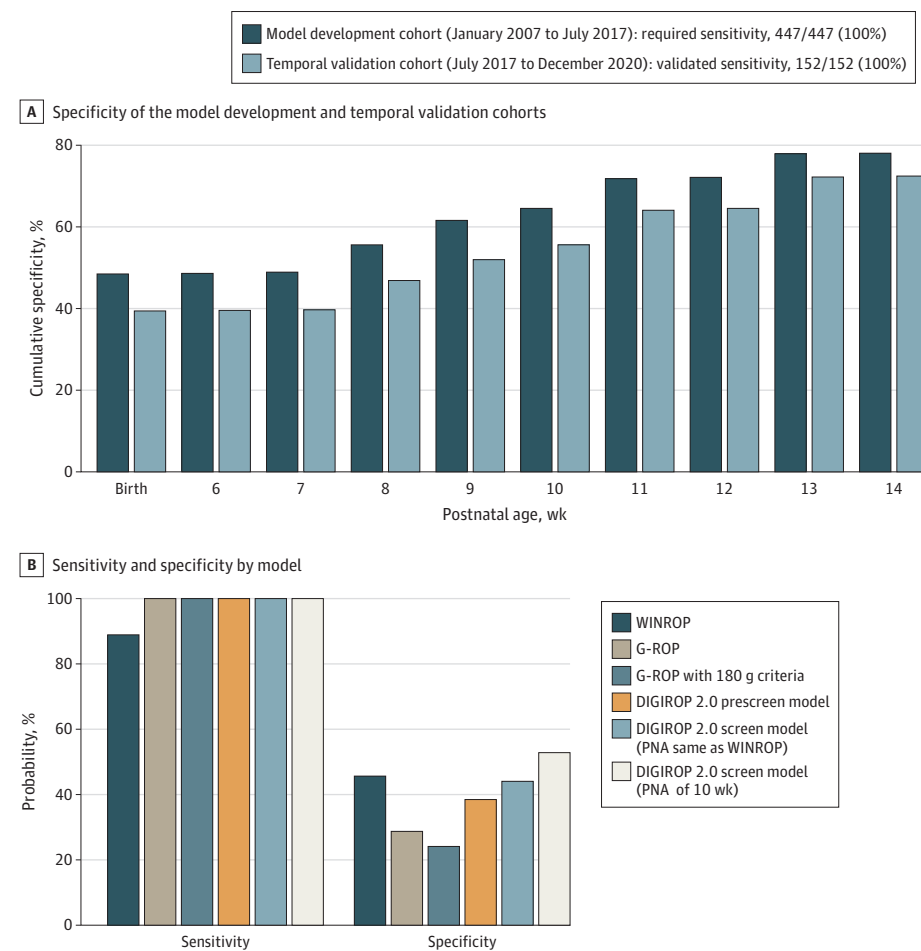 Model development cohort (January 2007 to July 2017): required sensitivity, 447/447 (100%)
Temporal validation cohort (July 2017 to December 2020): validated sensitivity, 152/152 (100%)
A Specificity of the model development and temporal validation cohorts
80
60
40
20
0
Cumulative specificity, %
Birth 6 7 8 9 10 11 12 13 14
Postnatal age, wk
B Sensitivity and specificity by model
100
80
60
40
20
0
Probability, %
Sensitivity Specificity
WINROP
G-ROP
G-ROP with 180 g criteria
DIGIROP 2.0 prescreen model
DIGIROP 2.0 screen model
(PNA same as WINROP)
DIGIROP 2.0 screen model
(PNA of 10 wk)